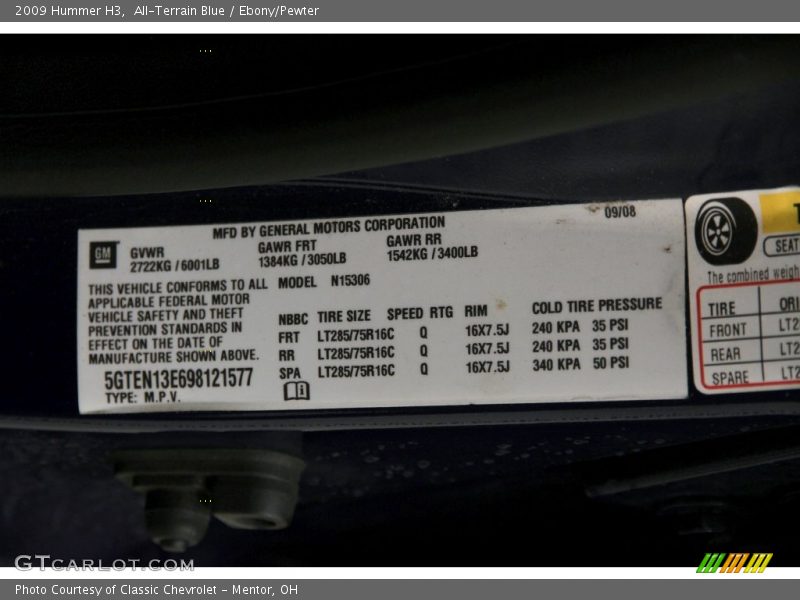 2009 Hummer H3, All-Terrain Blue / Ebony/Pewter
MFD BY GENERAL MOTORS CORPORATION
09/08
GM
GVWR
2722KG / 6001LB
GAWR FRT
1384KG / 3050LB
GAWR RR
1542KG / 3400LB
THIS VEHICLE CONFORMS TO ALL
APPLICABLE FEDERAL MOTOR
VEHICLE SAFETY AND THEFT
PREVENTION STANDARDS IN
EFFECT ON THE DATE OF
MANUFACTURE SHOWN ABOVE.
5GTEN13E698121577
TYPE: M.P.V.
MODEL N15306
NBBC TIRE SIZE SPEED RTG RIM COLD TIRE PRESSURE
FRT LT285/75R16C Q 16X7.5J 240 KPA 35 PSI
RR LT285/75R16C Q 16X7.5J 240 KPA 35 PSI
SPA LT285/75R16C Q 16X7.5J 340 KPA 50 PSI
T
SEAT
The combined weigh
TIRE ORI
FRONT LT2
REAR LT2
SPARE LT2
GTCARLOT.COM
Photo Courtesy of Classic Chevrolet - Mentor, OH